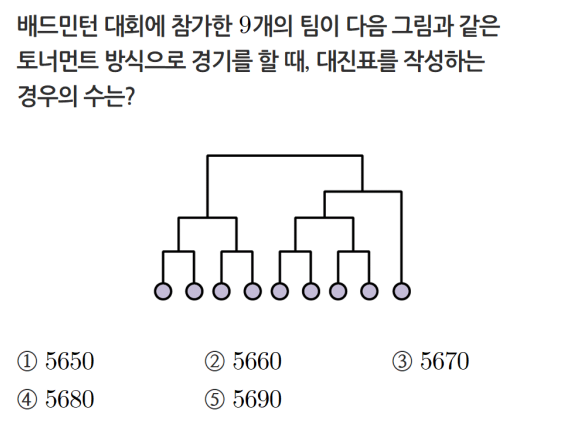 배드민턴 대회에 참가한 9개의 팀이 다음 그림과 같은
토너먼트 방식으로 경기를 할 때, 대진표를 작성하는
경우의 수는?
① 5650 ② 5660 ③ 5670
④ 5680 ⑤ 5690